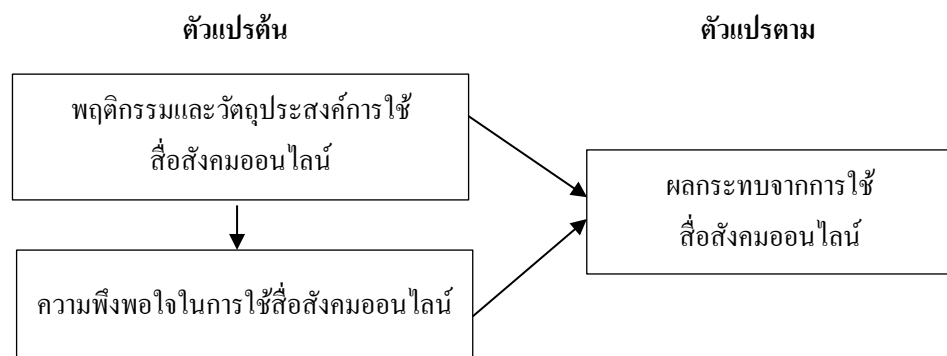 ตัวแปรต้น
ตัวแปรตาม
พฤติกรรมและวัตถุประสงค์การใช้
สื่อสังคมออนไลน์
ผลกระทบจากการใช้
สื่อสังคมออนไลน์
ความพึงพอใจในการใช้สื่อสังคมออนไลน์